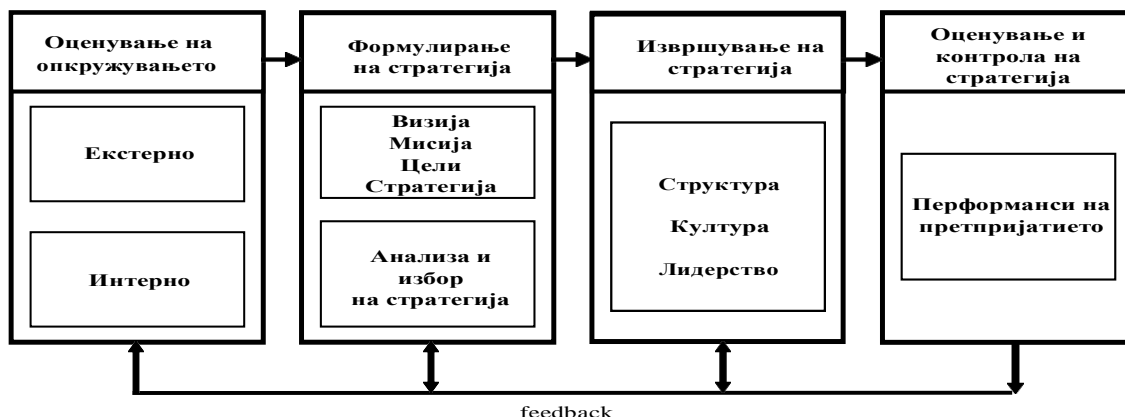 Оценување на
опкружувањето
Екстерно
Интерно
Формулирање
на стратегија
Визија
Мисија
Цели
Стратегија
Анализа и
избор
на стратегија
Извршување на
стратегија
Структура
Култура
Лидерство
Оценување и
контрола на
стратегија
Перформанси на
претпријатието
feedback